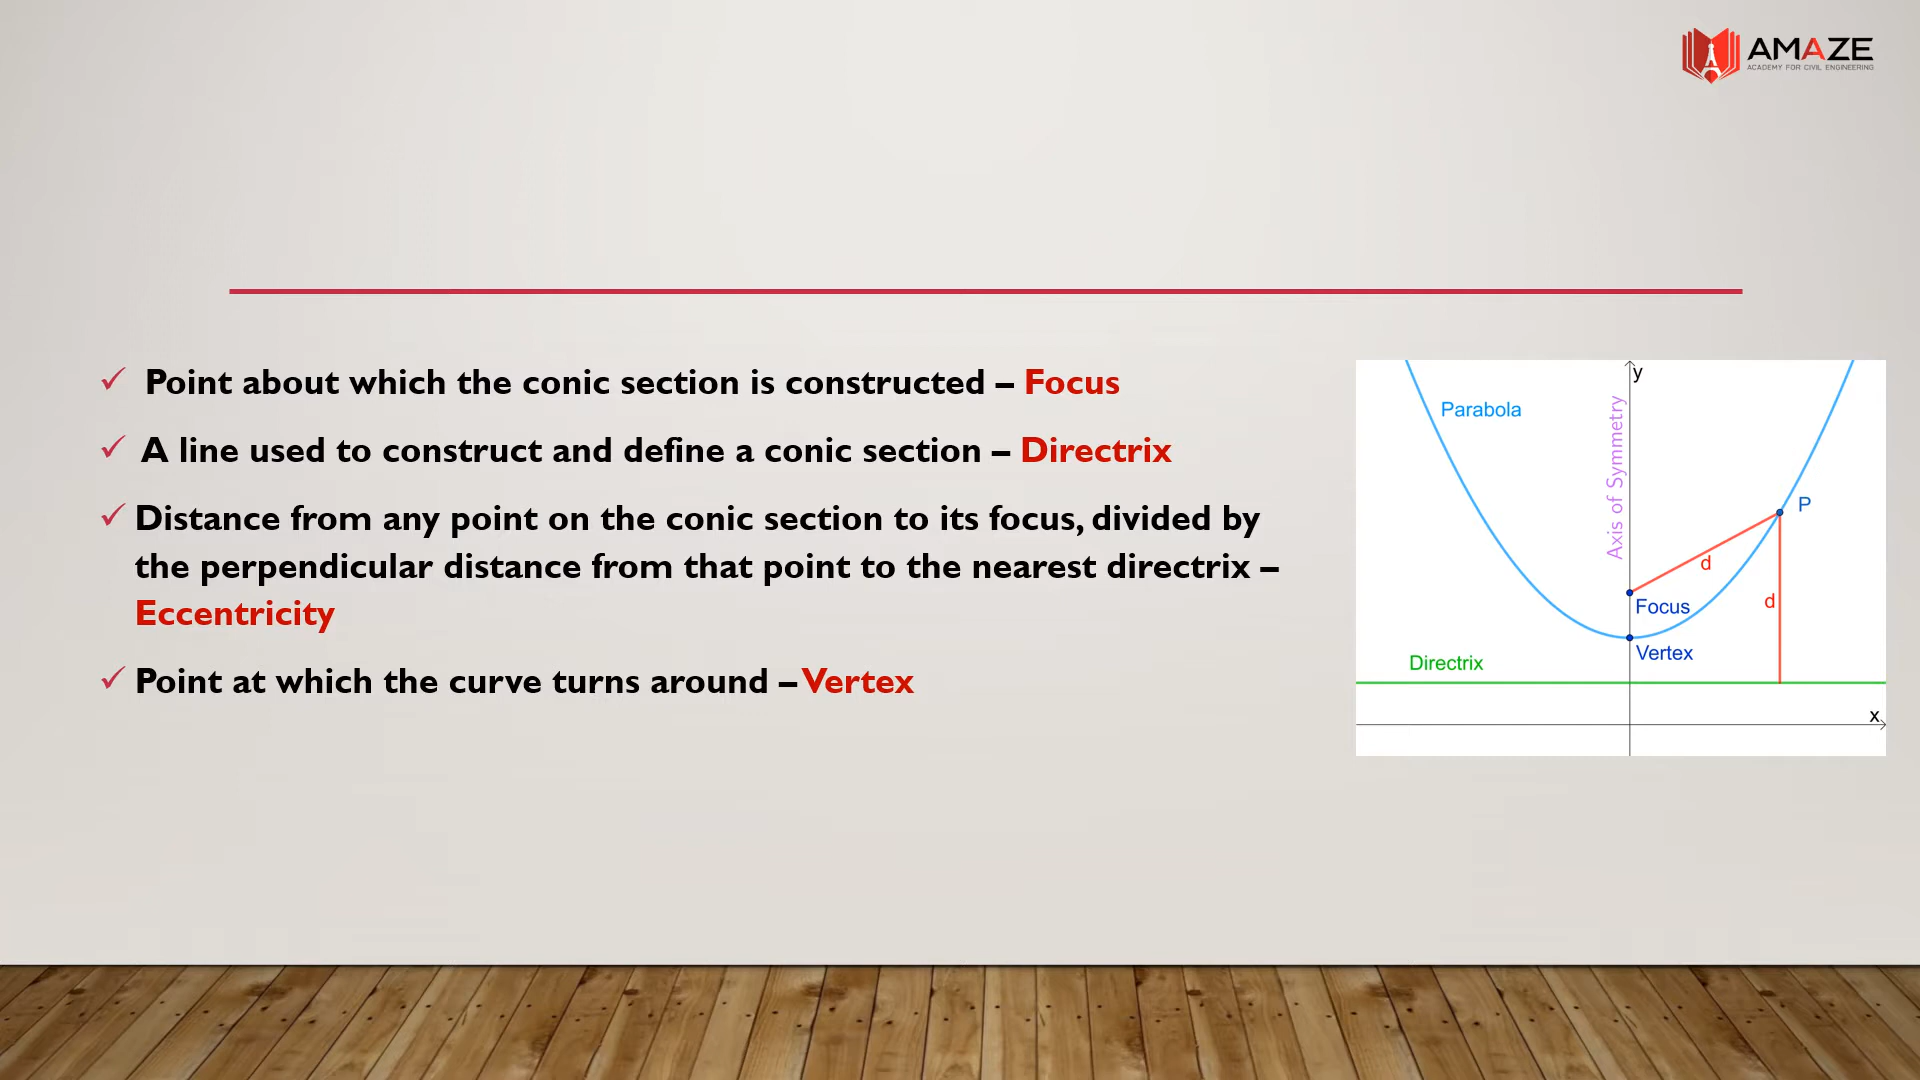 AMAZE
ACADEMY FOR CIVIL ENGINEERING
✓ Point about which the conic section is constructed – Focus
✓ A line used to construct and define a conic section – Directrix
✓ Distance from any point on the conic section to its focus, divided by
the perpendicular distance from that point to the nearest directrix –
Eccentricity
✓ Point at which the curve turns around – Vertex
y
Parabola
Axis of Symmetry
P
d
d
Focus
Vertex
Directrix
x